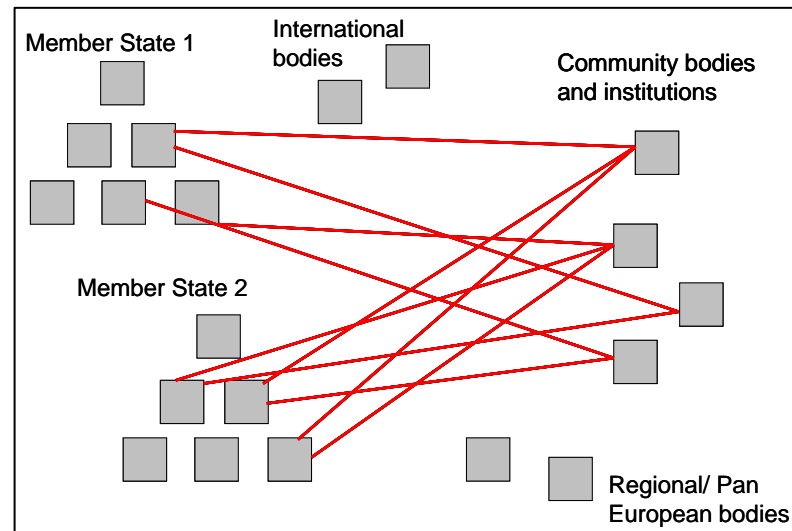 Member State 1
International
bodies
Community bodies
and institutions
Member State 2
Regional/ Pan
European bodies